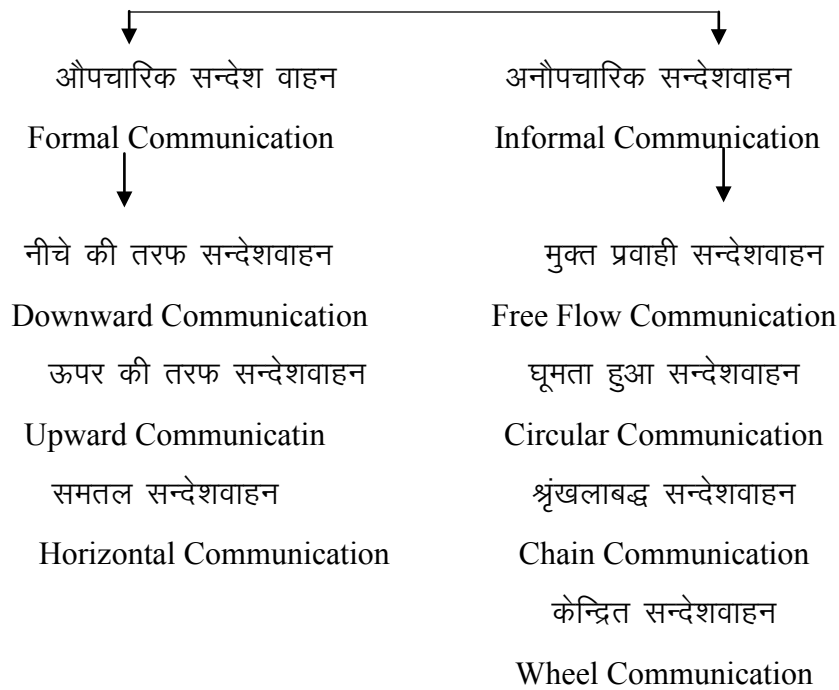 औपचारिक सन्देश वाहन
Formal Communication
नीचे की तरफ सन्देशवाहन
Downward Communication
ऊपर की तरफ सन्देशवाहन
Upward Communicatin
समतल सन्देशवाहन
Horizontal Communication
अनौपचारिक सन्देशवाहन
Informal Communication
मुक्त प्रवाही सन्देशवाहन
Free Flow Communication
घूमता हुआ सन्देशवाहन
Circular Communication
श्रृंखलाबद्ध सन्देशवाहन
Chain Communication
केन्द्रित सन्देशवाहन
Wheel Communication